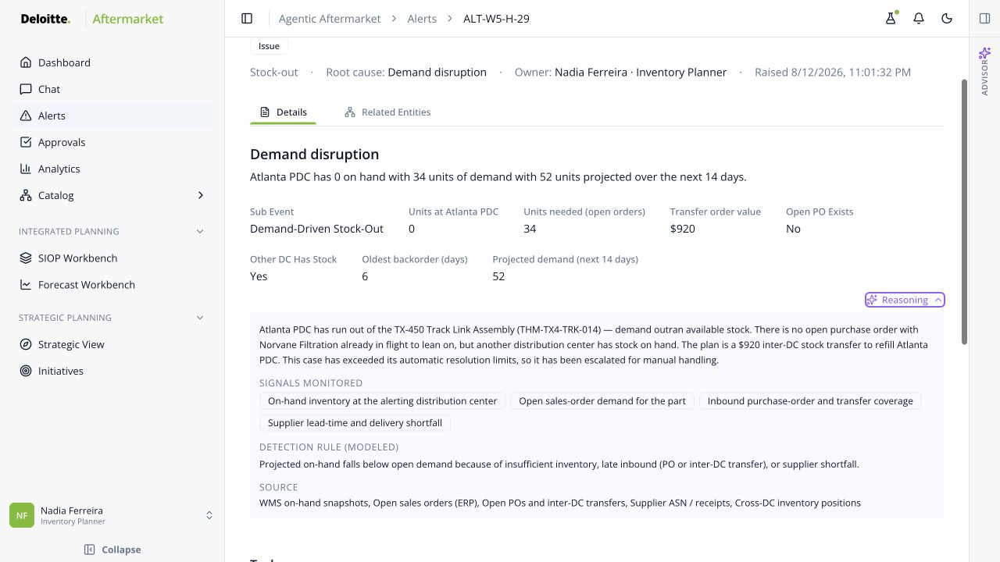 Deloitte. Aftermarket
Agentic Aftermarket > Alerts > ALT-W5-H-29
Dashboard
Chat
Alerts
Approvals
Analytics
Catalog
INTEGRATED PLANNING
SIOP Workbench
Forecast Workbench
STRATEGIC PLANNING
Strategic View
Initiatives
NF
Nadia Ferreira
Inventory Planner
Collapse
Issue
Stock-out · Root cause: Demand disruption · Owner: Nadia Ferreira · Inventory Planner · Raised 8/12/2026, 11:01:32 PM
Details Related Entities
Demand disruption
Atlanta PDC has 0 on hand with 34 units of demand with 52 units projected over the next 14 days.
Sub Event Units at Atlanta PDC Units needed (open orders) Transfer order value Open PO Exists
Demand-Driven Stock-Out 0 34 $920 No
Other DC Has Stock Oldest backorder (days) Projected demand (next 14 days)
Yes 6 52
Reasoning
Atlanta PDC has run out of the TX-450 Track Link Assembly (THM-TX4-TRK-014) — demand outran available stock. There is no open purchase order with
Norvane Filtration already in flight to lean on, but another distribution center has stock on hand. The plan is a $920 inter-DC stock transfer to refill Atlanta
PDC. This case has exceeded its automatic resolution limits, so it has been escalated for manual handling.
SIGNALS MONITORED
On-hand inventory at the alerting distribution center Open sales-order demand for the part Inbound purchase-order and transfer coverage
Supplier lead-time and delivery shortfall
DETECTION RULE (MODELED)
Projected on-hand falls below open demand because of insufficient inventory, late inbound (PO or inter-DC transfer), or supplier shortfall.
SOURCE
WMS on-hand snapshots, Open sales orders (ERP), Open POs and inter-DC transfers, Supplier ASN / receipts, Cross-DC inventory positions
ADVISOR